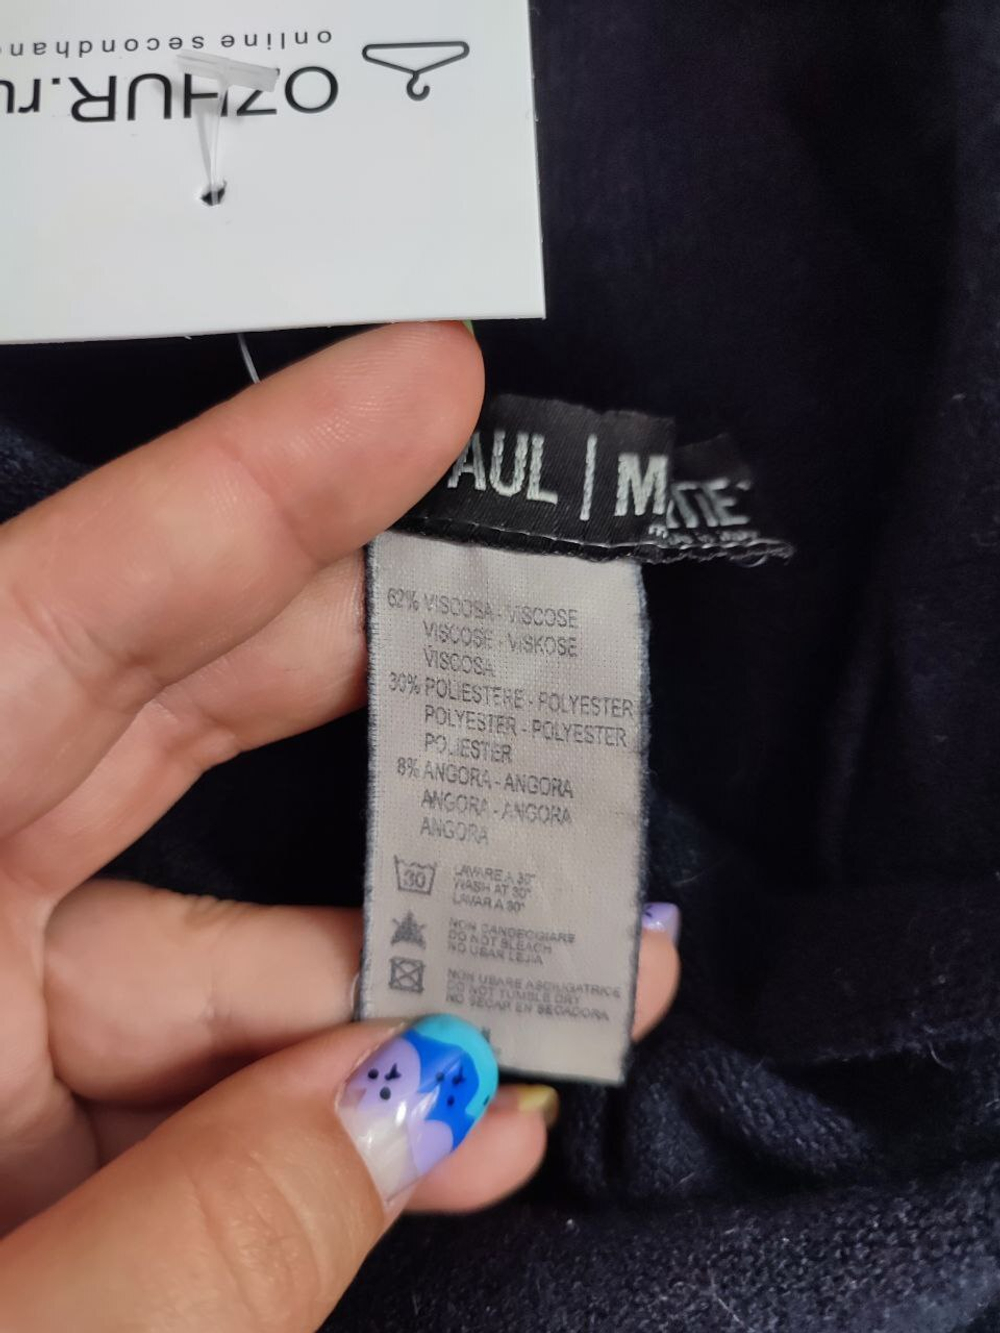 online secondhan
OZHUR.ru
AUL | M
62% VISCOSA - VISCOSE
VISCOSE - VISKOSE
VISCOSA
30% POLIESTERE - POLYESTER
POLYESTER - POLYESTER
POLIESTER
8% ANGORA - ANGORA
ANGORA - ANGORA
ANGORA
30
LAVARE A 30°
WASH AT 30°
LAVAR A 30°
NON CANDEGGIARE
DO NOT BLEACH
NO USAR LEJIA
NON USARE ASCIUGATRICE
DO NOT TUMBLE DRY
NO SECAR EN SECADORA